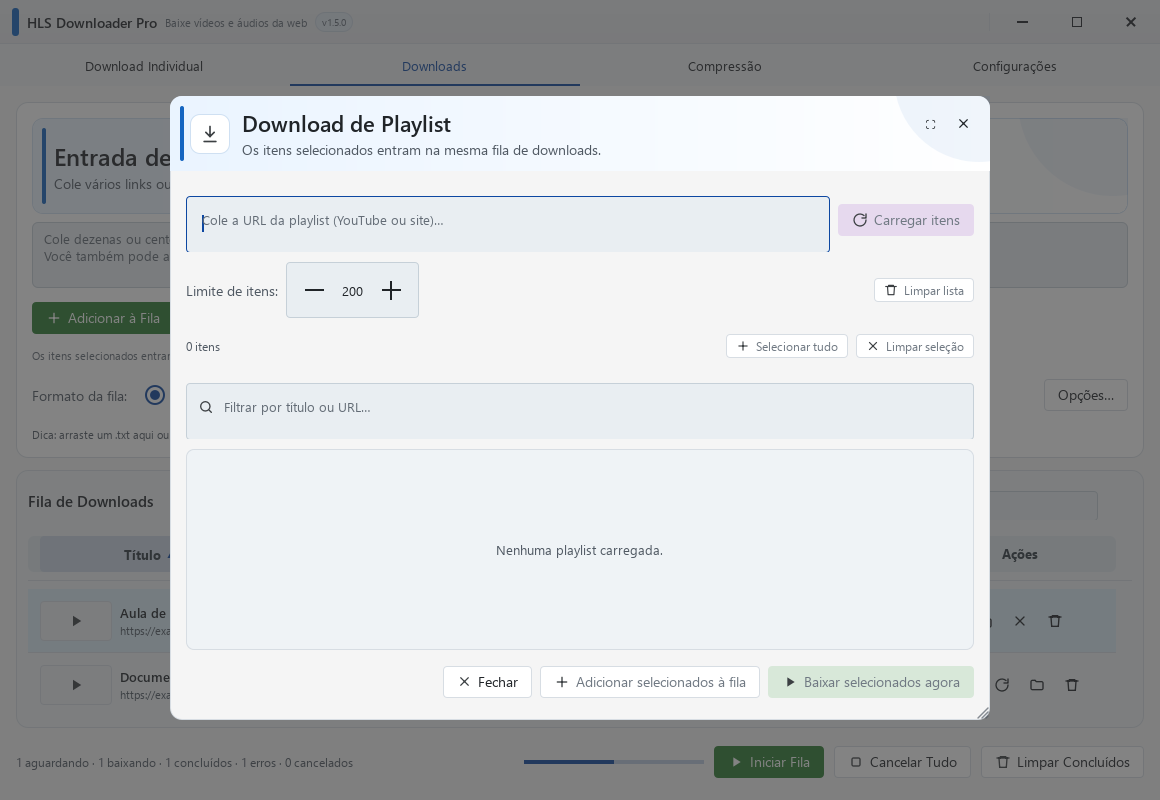 HLS Downloader Pro Baixe vídeos e áudios da web v1.5.0
Download Individual Downloads Compressão Configurações
Entrada de
Cole vários links ou
Cole dezenas ou cent
Você também pode a
Adicionar à Fila
Os itens selecionados entrar
Formato da fila:
Opções...
Dica: arraste um .txt aqui ou
Download de Playlist
Os itens selecionados entram na mesma fila de downloads.
Cole a URL da playlist (YouTube ou site)...
Carregar itens
Limite de itens: 200
Limpar lista
0 itens
Selecionar tudo
Limpar seleção
Filtrar por título ou URL...
Nenhuma playlist carregada.
Fechar
Adicionar selecionados à fila
Baixar selecionados agora
Fila de Downloads
Título
Ações
Aula de
https://exa
Docume
https://exa
1 aguardando · 1 baixando · 1 concluídos · 1 erros · 0 cancelados
Iniciar Fila
Cancelar Tudo
Limpar Concluídos